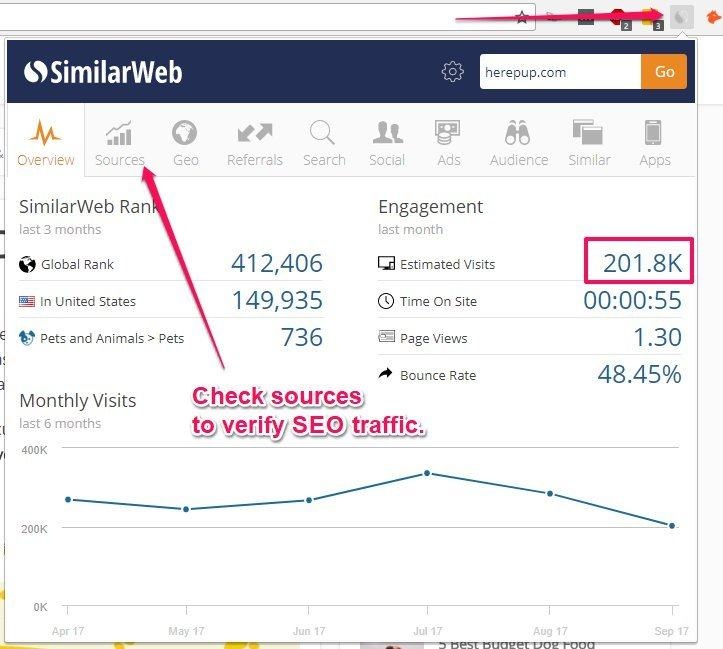 2
3
SimilarWeb
herepup.com
Go
Overview
Sources
Geo
Referrals
Search
Social
Ads
Audience
Similar
Apps
SimilarWeb Rank
last 3 months
Global Rank 412,406
In United States 149,935
Pets and Animals > Pets 736
Engagement
last month
Estimated Visits 201.8K
Time On Site 00:00:55
Page Views 1.30
Bounce Rate 48.45%
Check sources
to verify SEO traffic.
Monthly Visits
last 6 months
400K
200K
0K
Apr 17
May 17
Jun 17
Jul 17
Aug 17
Sep 17
5 Best Budget Dog Food